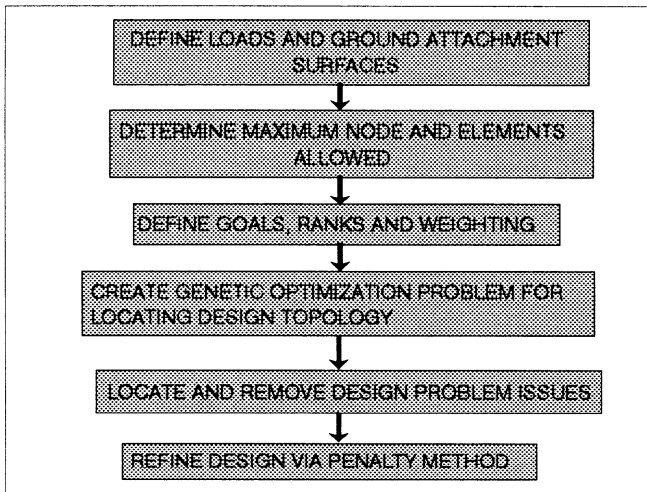 DEFINE LOADS AND GROUND ATTACHMENT
SURFACES
DETERMINE MAXIMUM NODE AND ELEMENTS
ALLOWED
DEFINE GOALS, RANKS AND WEIGHTING
CREATE GENETIC OPTIMIZATION PROBLEM FOR
LOCATING DESIGN TOPOLOGY
LOCATE AND REMOVE DESIGN PROBLEM ISSUES
REFINE DESIGN VIA PENALTY METHOD